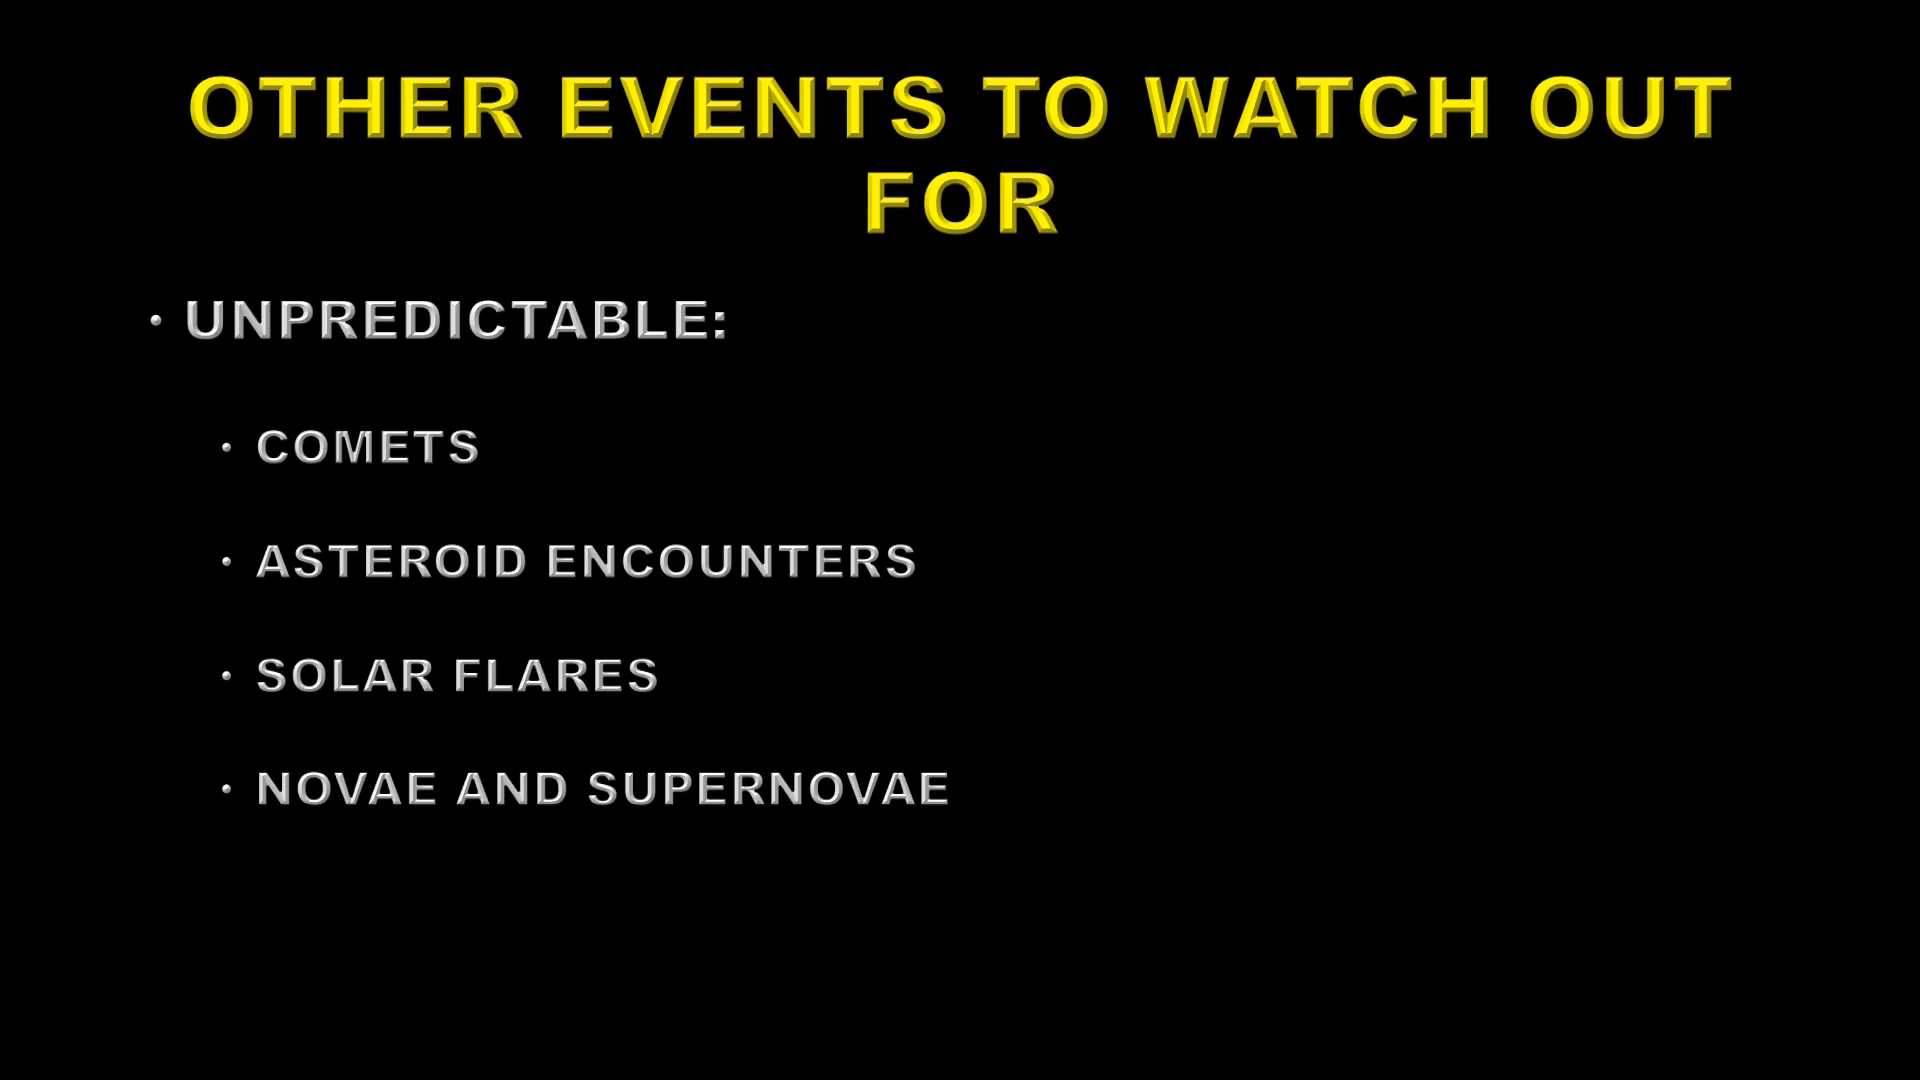 OTHER EVENTS TO WATCH OUT
FOR
• UNPREDICTABLE:
• COMETS
• ASTEROID ENCOUNTERS
• SOLAR FLARES
• NOVAE AND SUPERNOVAE